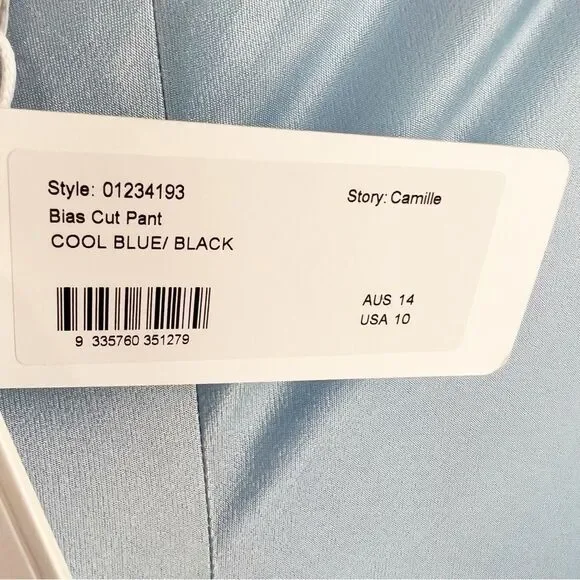 Style: 01234193
Story: Camille
Bias Cut Pant
COOL BLUE/ BLACK
AUS 14
USA 10
9 335760 351279